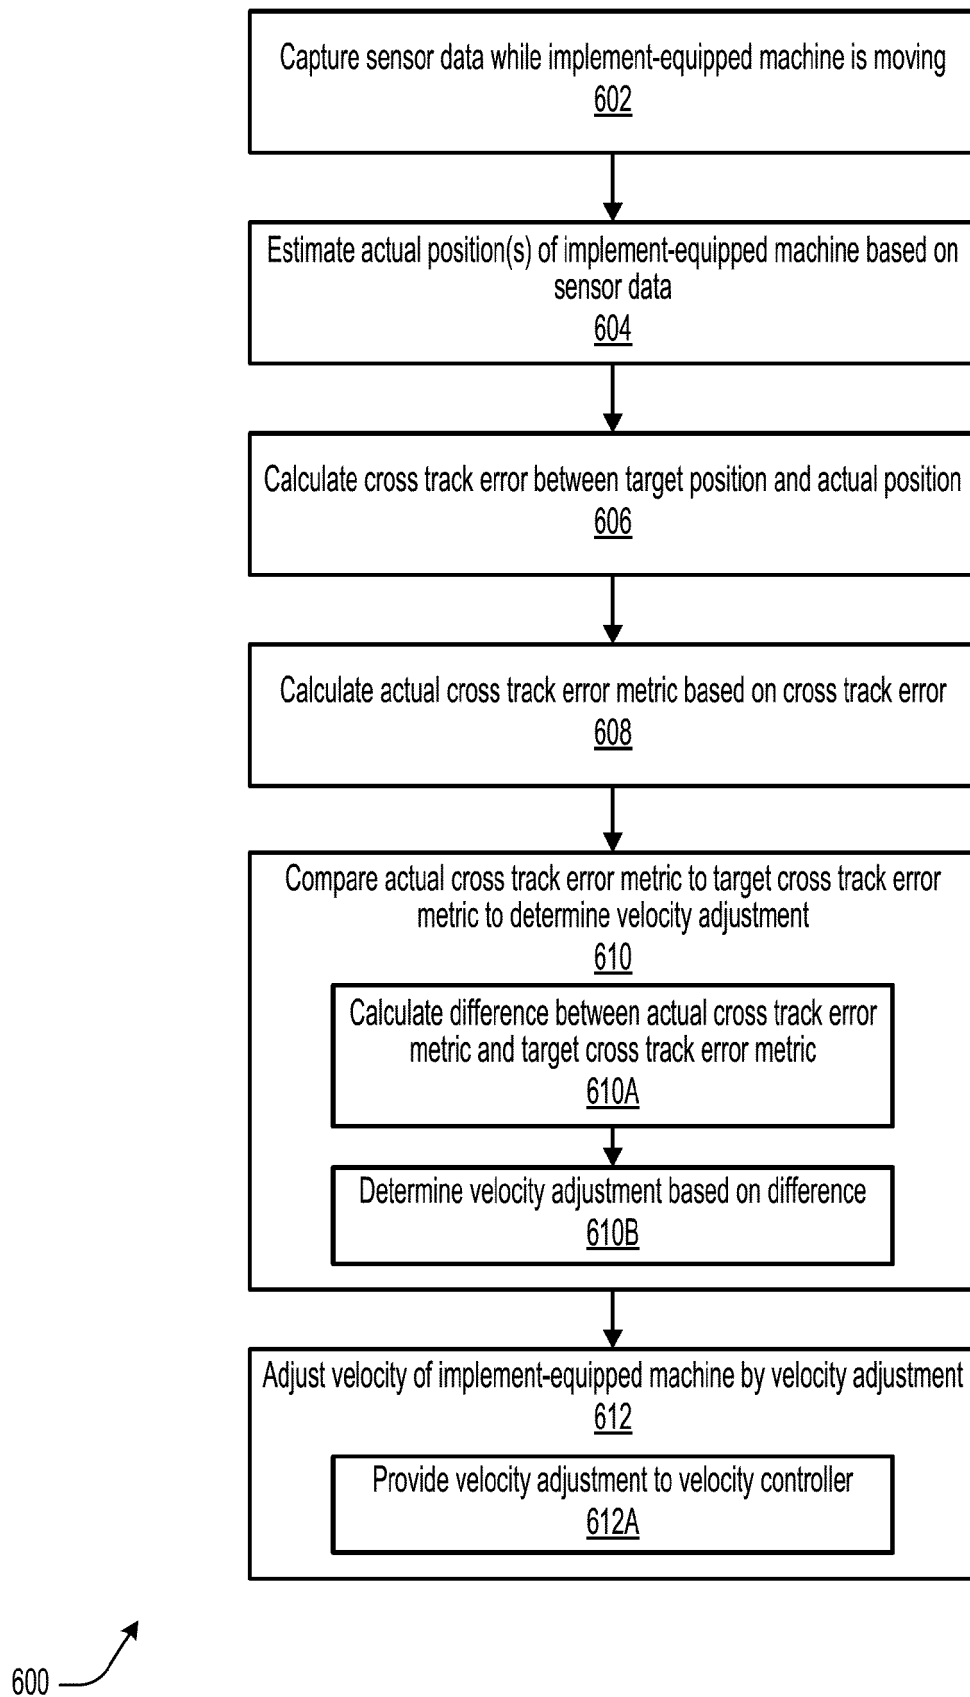 Capture sensor data while implement-equipped machine is moving
602
Estimate actual position(s) of implement-equipped machine based on
sensor data
604
Calculate cross track error between target position and actual position
606
Calculate actual cross track error metric based on cross track error
608
Compare actual cross track error metric to target cross track error
metric to determine velocity adjustment
610
Calculate difference between actual cross track error
metric and target cross track error metric
610A
Determine velocity adjustment based on difference
610B
Adjust velocity of implement-equipped machine by velocity adjustment
612
Provide velocity adjustment to velocity controller
612A
600